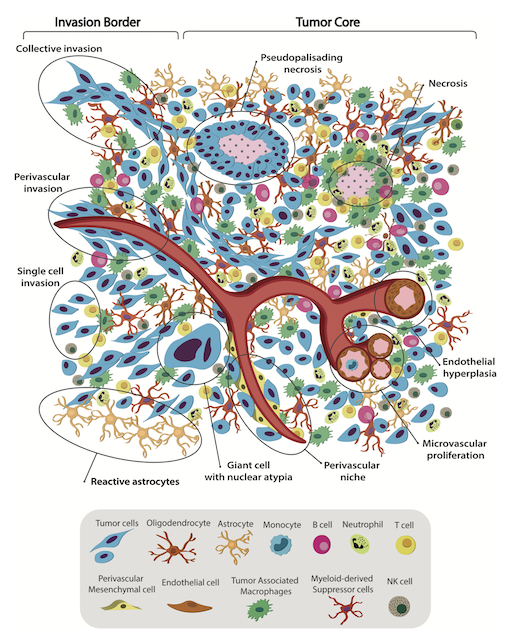 Invasion Border
Tumor Core
Collective invasion
Pseudopalisading
necrosis
Necrosis
Perivascular
invasion
Single cell
invasion
Endothelial
hyperplasia
Microvascular
proliferation
Reactive astrocytes
Giant cell
with nuclear atypia
Perivascular
niche
Tumor cells
Oligodendrocyte
Astrocyte
Monocyte
B cell
Neutrophil
T cell
Perivascular
Mesenchymal cell
Endothelial cell
Tumor Associated
Macrophages
Myeloid-derived
Suppressor cells
NK cell